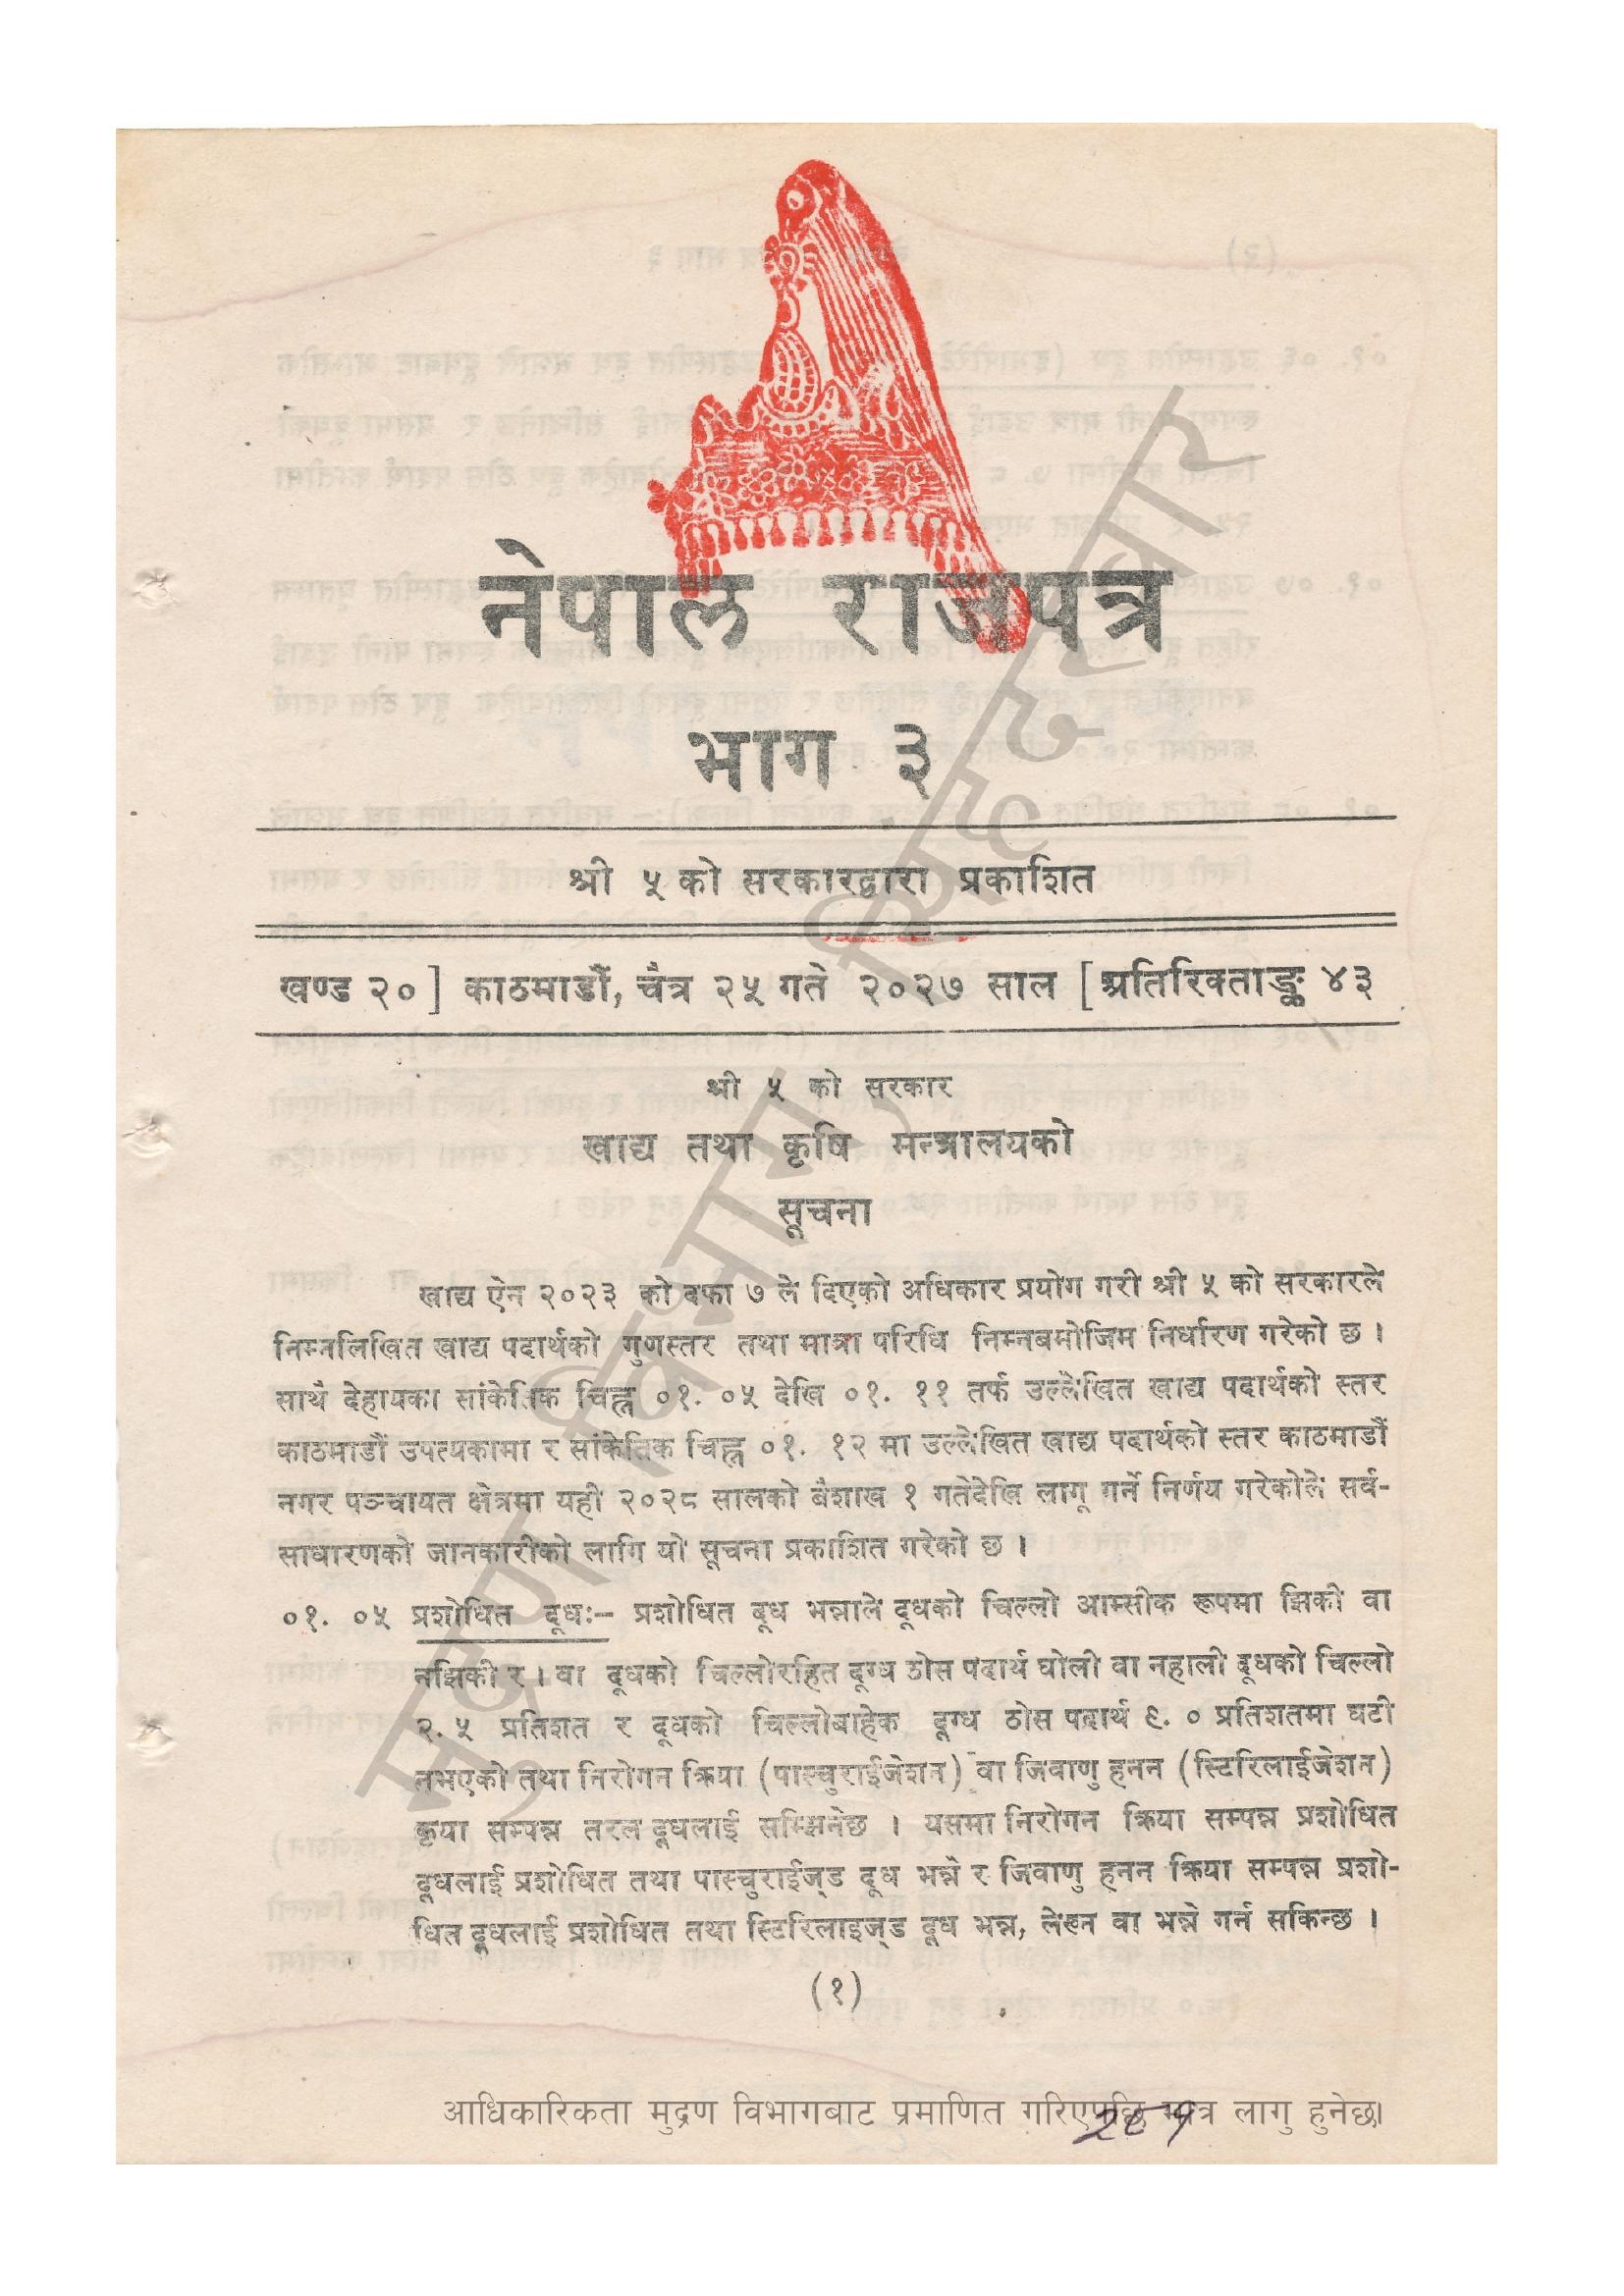 नेपाल राजपत्र
भाग ३
श्री ५ को सरकारद्वारा प्रकाशित
खण्ड २० ] काठमाडौं, चैत्र २५ गते २०२७ साल [ अतिरिक्ताङ्क ४३
श्री ५ को सरकार
खाद्य तथा कृषि मन्त्रालयको
सूचना
खाद्य ऐन २०२३ को दफा ७ ले दिएको अधिकार प्रयोग गरी श्री ५ को सरकारले
निम्नलिखित खाद्य पदार्थको गुणस्तर तथा मात्रा परिधि निम्नबमोजिम निर्धारण गरेको छ ।
साथै देहायका सांकेतिक चिह्न ०१. ०५ देखि ०१. ११ तर्फ उल्लेखित खाद्य पदार्थको स्तर
काठमाडौं उपत्यकामा र सांकेतिक चिह्न ०१. १२ मा उल्लेखित खाद्य पदार्थको स्तर काठमाडौं
नगर पञ्चायत क्षेत्रमा यही २०२८ सालको बैशाख १ गतेदेखि लागू गर्ने निर्णय गरेकोले सर्व-
साधारणको जानकारीको लागि यो सूचना प्रकाशित गरेको छ ।
०१. ०५ प्रशोधित दूधः– प्रशोधित दूध भन्नाले दूधको चिल्लो आम्सीक रूपमा झिकी वा
नझिकी र । वा दूधको चिल्लोरहित दूग्ध ठोस पदार्थ घोली वा नहाली दूधको चिल्लो
२. ५ प्रतिशत र दूधको चिल्लोबाहेक दूग्ध ठोस पदार्थ ९. ० प्रतिशतमा घटी
नभएको तथा निरोगन क्रिया (पास्चुराईजेशन) वा जिवाणु हनन (स्टिरिलाईजेशन)
कृया सम्पन्न तरल दूधलाई सम्झिनेछ । यसमा निरोगन क्रिया सम्पन्न प्रशोधित
दूधलाई प्रशोधित तथा पास्चुराईज्ड दूध भन्ने र जिवाणु हनन क्रिया सम्पन्न प्रशो-
धित दूधलाई प्रशोधित तथा स्टिरिलाइज्ड दूध भन्न, लेख्न वा भन्ने गर्न सकिन्छ ।
(१)
मुद्रण विभाग, सिंहदरबार
आधिकारिकता मुद्रण विभागबाट प्रमाणित गरिएपछि मात्र लागु हुनेछ।